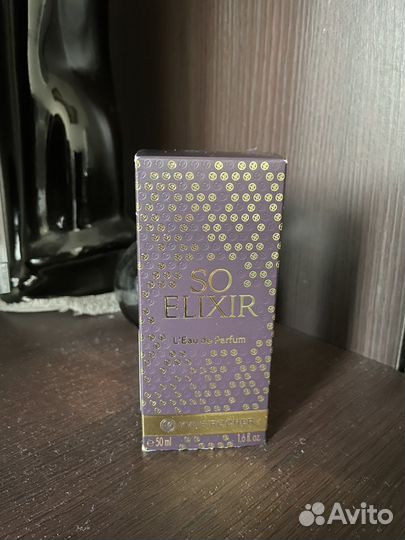 SO
ELIXIR
L'Eau de Parfum
YVES ROCHER
℮ 50 ml 1.6 fl. oz.
Avito